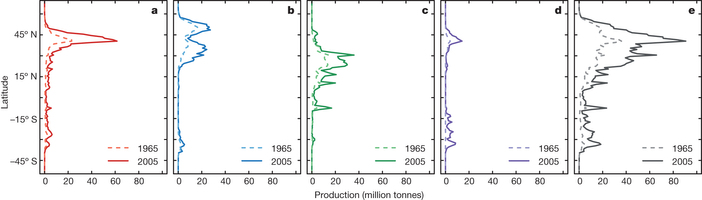 a b c d e
45° N
15° N
–15° S
–45° S
Latitude
1965 1965 1965 1965 1965
2005 2005 2005 2005 2005
0 20 40 60 80 0 20 40 60 80 0 20 40 60 80 0 20 40 60 80 0 20 40 60 80
Production (million tonnes)